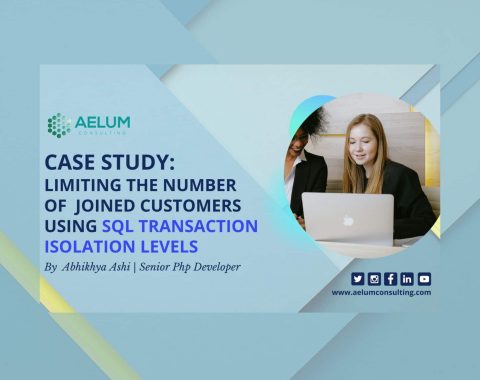 AELUM
CONSULTING
CASE STUDY:
LIMITING THE NUMBER
OF JOINED CUSTOMERS
USING SQL TRANSACTION
ISOLATION LEVELS
By Abhikhya Ashi | Senior Php Developer
www.aelumconsulting.com